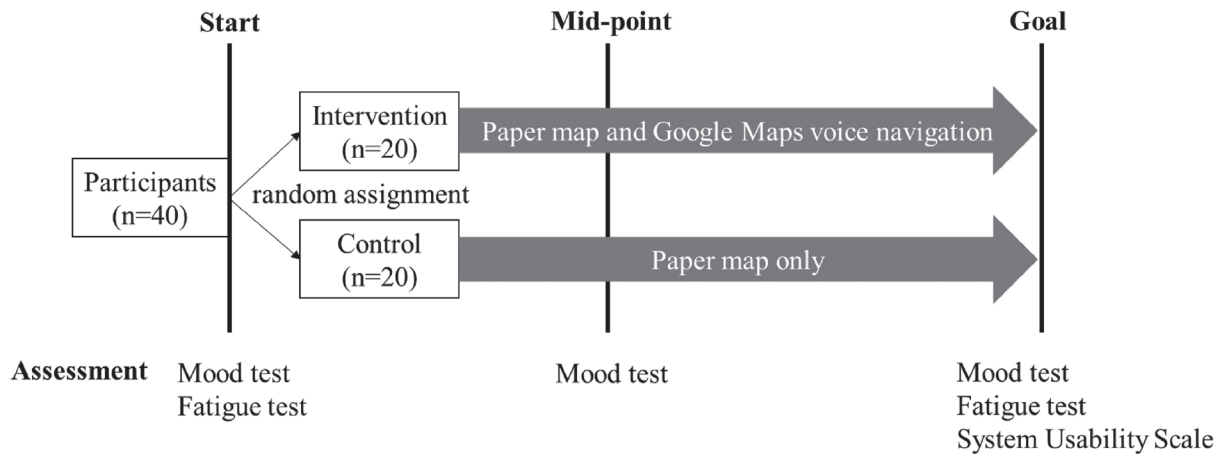 Start
Mid-point
Goal
Intervention
(n=20)
Paper map and Google Maps voice navigation
Participants
(n=40)
random assignment
Control
(n=20)
Paper map only
Assessment
Mood test
Fatigue test
Mood test
Mood test
Fatigue test
System Usability Scale